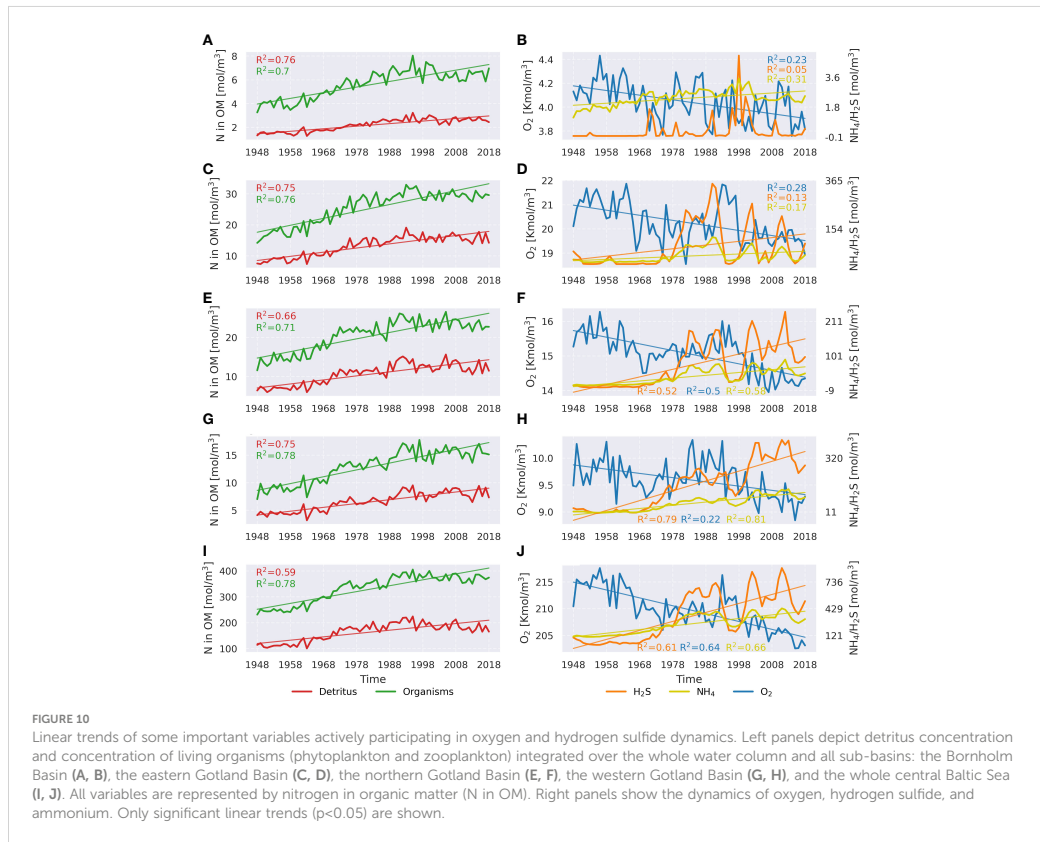 A
B
N in OM [mol/m³]
8
6
4
2
R²=0.76
R²=0.7
1948 1958 1968 1978 1988 1998 2008 2018
O₂ [Kmol/m³]
4.4
4.2
4.0
3.8
R²=0.23
R²=0.05
R²=0.31
3.6
1.8
-0.1
NH₄/H₂S [mol/m³]
1948 1958 1968 1978 1988 1998 2008 2018
C
D
N in OM [mol/m³]
30
20
10
R²=0.75
R²=0.76
1948 1958 1968 1978 1988 1998 2008 2018
O₂ [Kmol/m³]
22
21
20
19
R²=0.28
R²=0.13
R²=0.17
365
154
NH₄/H₂S [mol/m³]
1948 1958 1968 1978 1988 1998 2008 2018
E
F
N in OM [mol/m³]
20
10
R²=0.66
R²=0.71
1948 1958 1968 1978 1988 1998 2008 2018
O₂ [Kmol/m³]
16
15
14
R²=0.52 R²=0.5 R²=0.58
211
101
-9
NH₄/H₂S [mol/m³]
1948 1958 1968 1978 1988 1998 2008 2018
G
H
N in OM [mol/m³]
15
10
5
R²=0.75
R²=0.78
1948 1958 1968 1978 1988 1998 2008 2018
O₂ [Kmol/m³]
10.0
9.5
9.0
R²=0.79 R²=0.22 R²=0.81
320
11
NH₄/H₂S [mol/m³]
1948 1958 1968 1978 1988 1998 2008 2018
I
J
N in OM [mol/m³]
400
300
200
100
R²=0.59
R²=0.78
1948 1958 1968 1978 1988 1998 2008 2018
Time
O₂ [Kmol/m³]
215
210
205
R²=0.61 R²=0.64 R²=0.66
736
429
121
NH₄/H₂S [mol/m³]
1948 1958 1968 1978 1988 1998 2008 2018
Time
Detritus Organisms
H₂S NH₄ O₂
FIGURE 10
Linear trends of some important variables actively participating in oxygen and hydrogen sulfide dynamics. Left panels depict detritus concentration
and concentration of living organisms (phytoplankton and zooplankton) integrated over the whole water column and all sub-basins: the Bornholm
Basin (A, B), the eastern Gotland Basin (C, D), the northern Gotland Basin (E, F), the western Gotland Basin (G, H), and the whole central Baltic Sea
(I, J). All variables are represented by nitrogen in organic matter (N in OM). Right panels show the dynamics of oxygen, hydrogen sulfide, and
ammonium. Only significant linear trends (p<0.05) are shown.